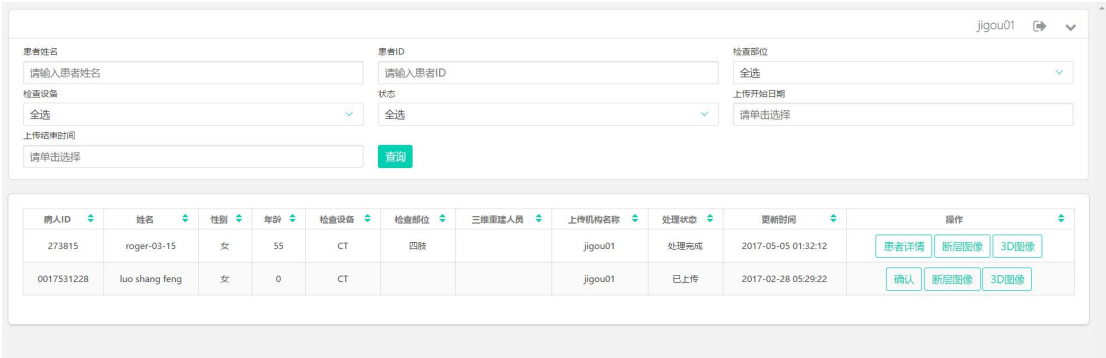 jigou01
患者姓名 患者ID 检查部位
请输入患者姓名 请输入患者ID 全选
检查设备 状态 上传开始日期
全选 全选 请单击选择
上传结束时间
请单击选择 查询
病人ID 姓名 性别 年龄 检查设备 检查部位 三维重建人员 上传机构名称 处理状态 更新时间 操作
273815 roger-03-15 女 55 CT 四肢 jigou01 处理完成 2017-05-05 01:32:12 患者详情 断层图像 3D图像
0017531228 luo shang feng 女 0 CT jigou01 已上传 2017-02-28 05:29:22 确认 断层图像 3D图像